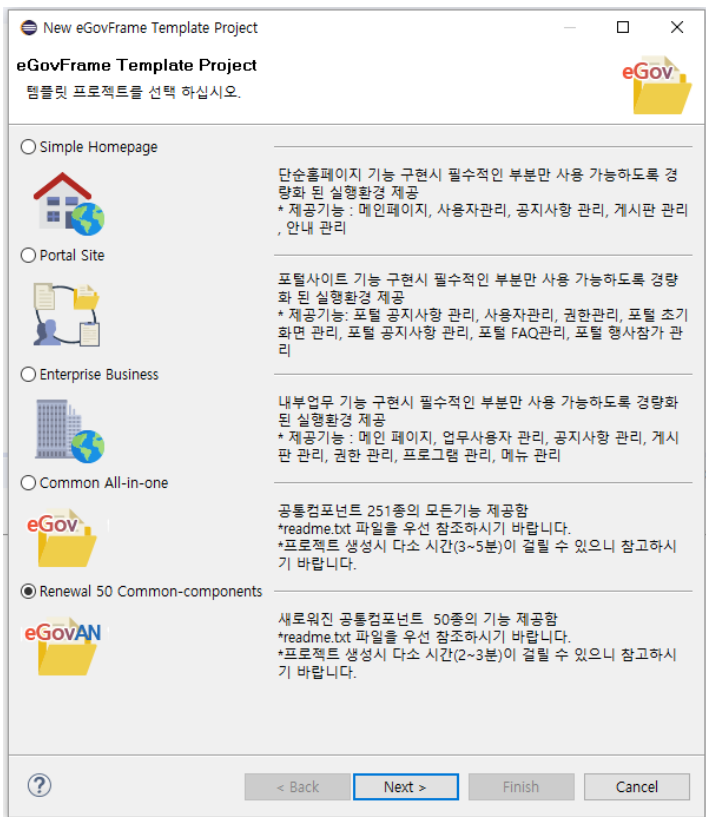 New eGovFrame Template Project
eGovFrame Template Project
템플릿 프로젝트를 선택 하십시오.
eGov
Simple Homepage
단순홈페이지 기능 구현시 필수적인 부분만 사용 가능하도록 경
량화 된 실행환경 제공
* 제공기능 : 메인페이지, 사용자관리, 공지사항 관리, 게시판 관리
, 안내 관리
Portal Site
포털사이트 기능 구현시 필수적인 부분만 사용 가능하도록 경량
화 된 실행환경 제공
* 제공기능: 포털 공지사항 관리, 사용자관리, 권한관리, 포털 초기
화면 관리, 포털 공지사항 관리, 포털 FAQ관리, 포털 행사참가 관
리
Enterprise Business
내부업무 기능 구현시 필수적인 부분만 사용 가능하도록 경량화
된 실행환경 제공
* 제공기능 : 메인 페이지, 업무사용자 관리, 공지사항 관리, 게시
판 관리, 권한 관리, 프로그램 관리, 메뉴 관리
Common All-in-one
eGov
공통컴포넌트 251종의 모든기능 제공함
*readme.txt 파일을 우선 참조하시기 바랍니다.
*프로젝트 생성시 다소 시간(3~5분)이 걸릴 수 있으니 참고하시
기 바랍니다.
Renewal 50 Common-components
eGovAN
새로워진 공통컴포넌트 50종의 기능 제공함
*readme.txt 파일을 우선 참조하시기 바랍니다.
*프로젝트 생성시 다소 시간(2~3분)이 걸릴 수 있으니 참고하시
기 바랍니다.
? < Back Next > Finish Cancel